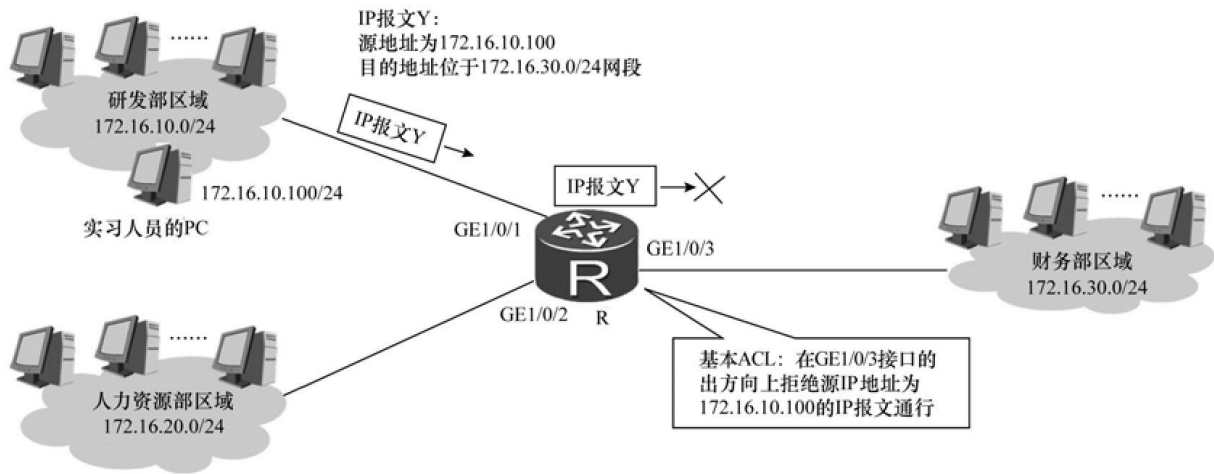 IP报文Y：
源地址为172.16.10.100
目的地址位于172.16.30.0/24网段
……
研发部区域
172.16.10.0/24
IP报文Y
172.16.10.100/24
实习人员的PC
IP报文Y
GE1/0/1
GE1/0/3
R
GE1/0/2
R
……
财务部区域
172.16.30.0/24
……
人力资源部区域
172.16.20.0/24
基本ACL：在GE1/0/3接口的
出方向上拒绝源IP地址为
172.16.10.100的IP报文通行